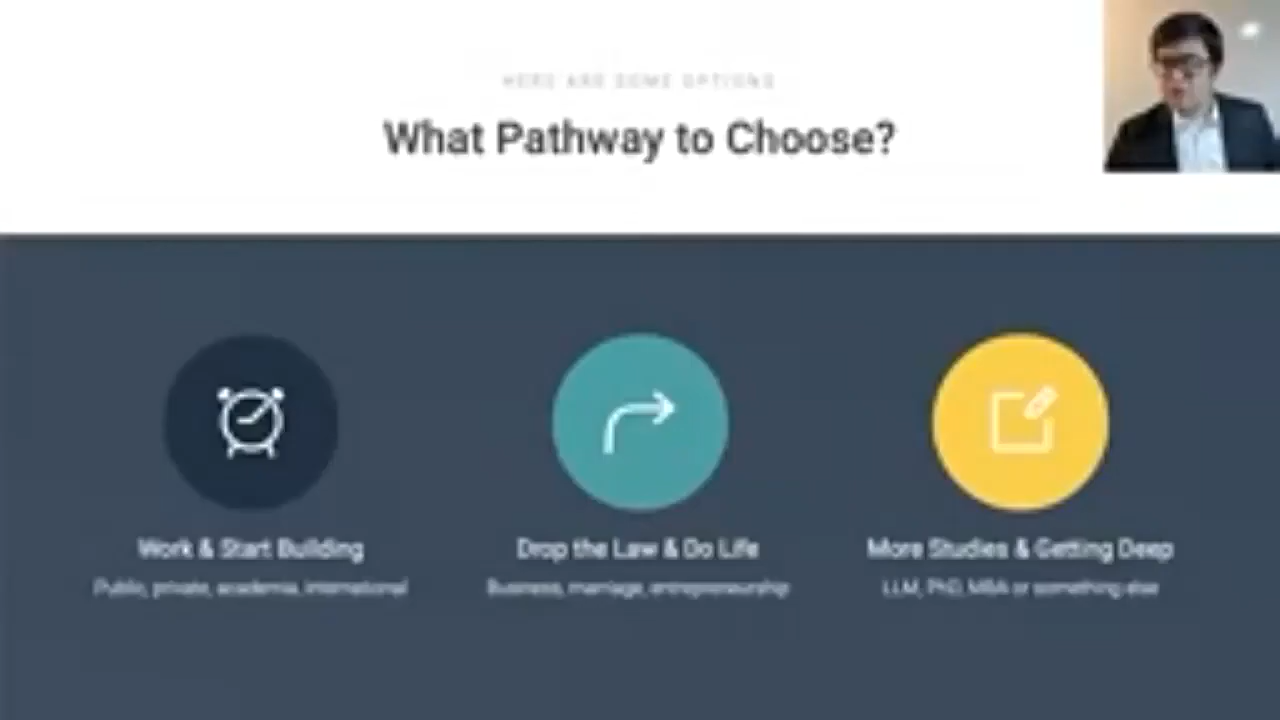 HERE ARE SOME OPTIONS
What Pathway to Choose?
Work & Start Building
Public, private, academia, international
Drop the Law & Do Life
Business, marriage, entrepreneurship
More Studies & Getting Deep
LLM, PhD, MBA or something else